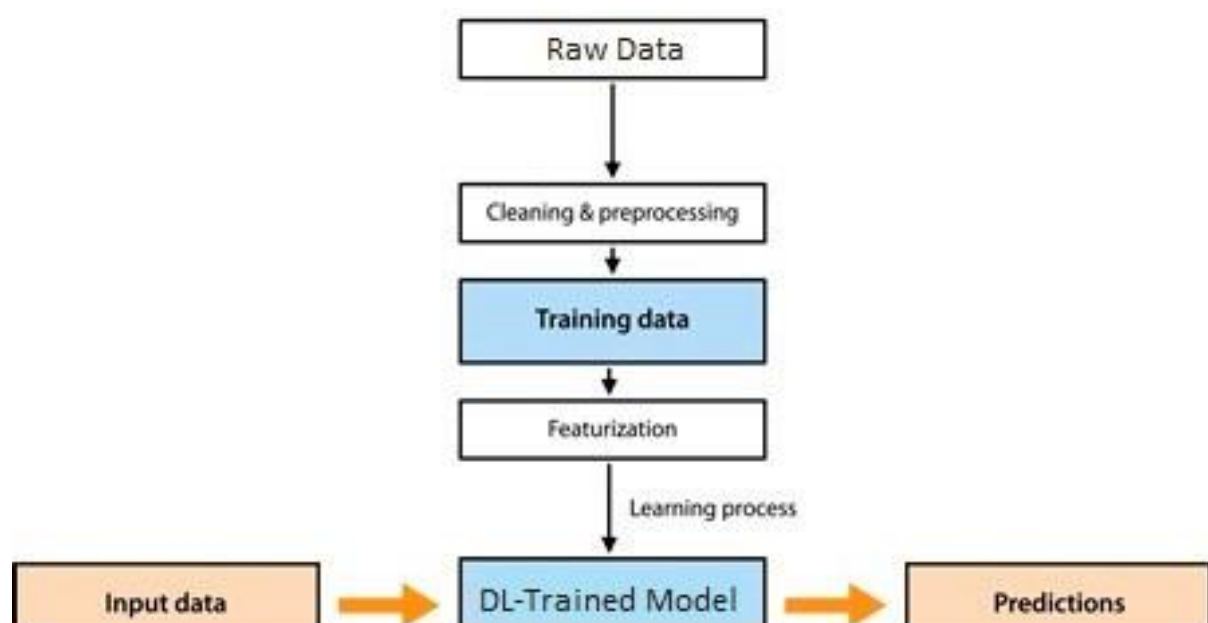 Raw Data
Cleaning & preprocessing
Training data
Featurization
Learning process
Input data
DL-Trained Model
Predictions